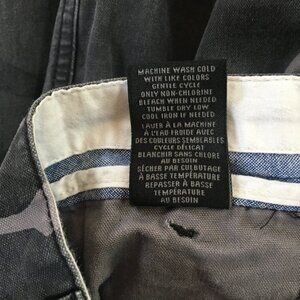 MACHINE WASH COLD
WITH LIKE COLORS
GENTLE CYCLE
ONLY NON-CHLORINE
BLEACH WHEN NEEDED
TUMBLE DRY LOW
COOL IRON IF NEEDED
LAVER À LA MACHINE
À L'EAU FROIDE AVEC
DES COULEURS SEMBLABLES
CYCLE DÉLICAT
BLANCHIR SANS CHLORE
AU BESOIN
SÉCHER PAR CULBUTAGE
À BASSE TEMPÉRATURE
REPASSER À BASSE
TEMPÉRATURE
AU BESOIN